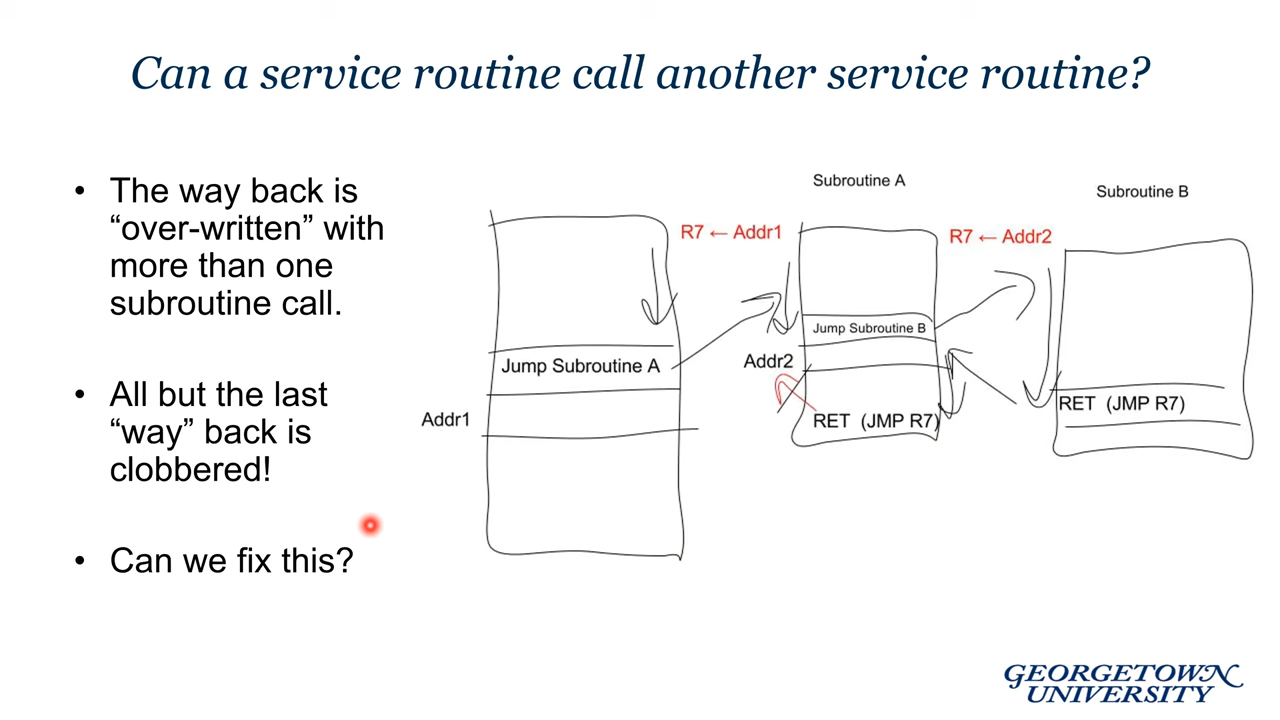 Can a service routine call another service routine?
• The way back is
“over-written” with
more than one
subroutine call.
• All but the last
“way” back is
clobbered!
• Can we fix this?
Subroutine A
Subroutine B
R7 ← Addr1
R7 ← Addr2
Jump Subroutine B
Jump Subroutine A
Addr2
Addr1
RET (JMP R7)
RET (JMP R7)
GEORGETOWN
UNIVERSITY